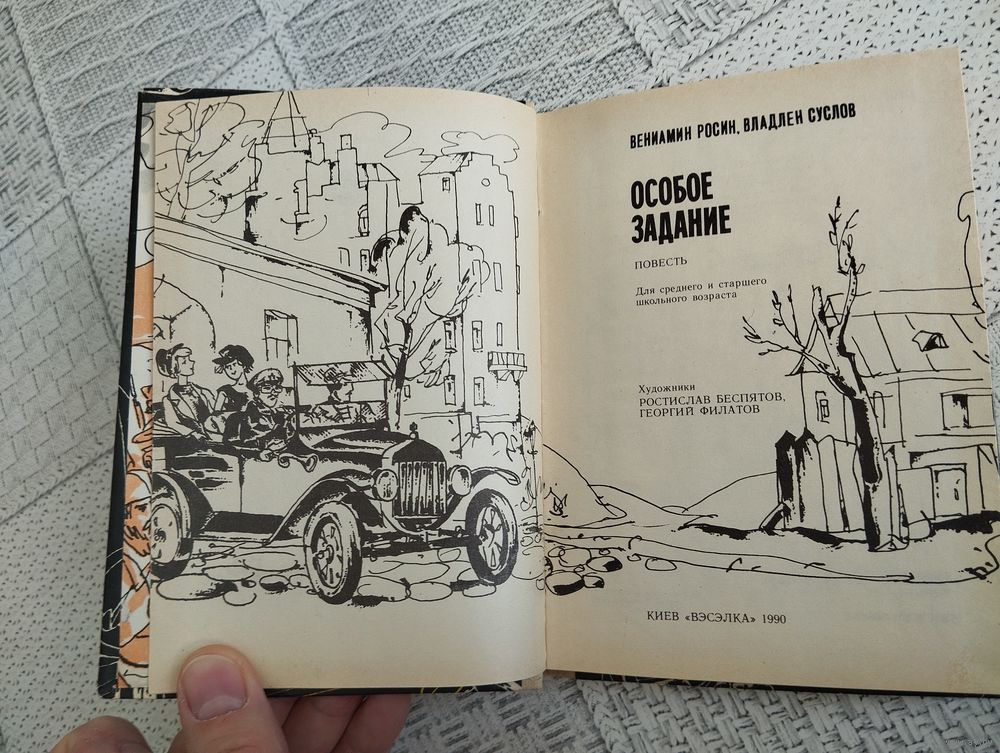 ВЕНИАМИН РОСИН, ВЛАДЛЕН СУСЛОВ
ОСОБОЕ
ЗАДАНИЕ
ПОВЕСТЬ
Для среднего и старшего
школьного возраста
Художники
РОСТИСЛАВ БЕСПЯТОВ,
ГЕОРГИЙ ФИЛАТОВ
КИЕВ «ВЭСЭЛКА» 1990